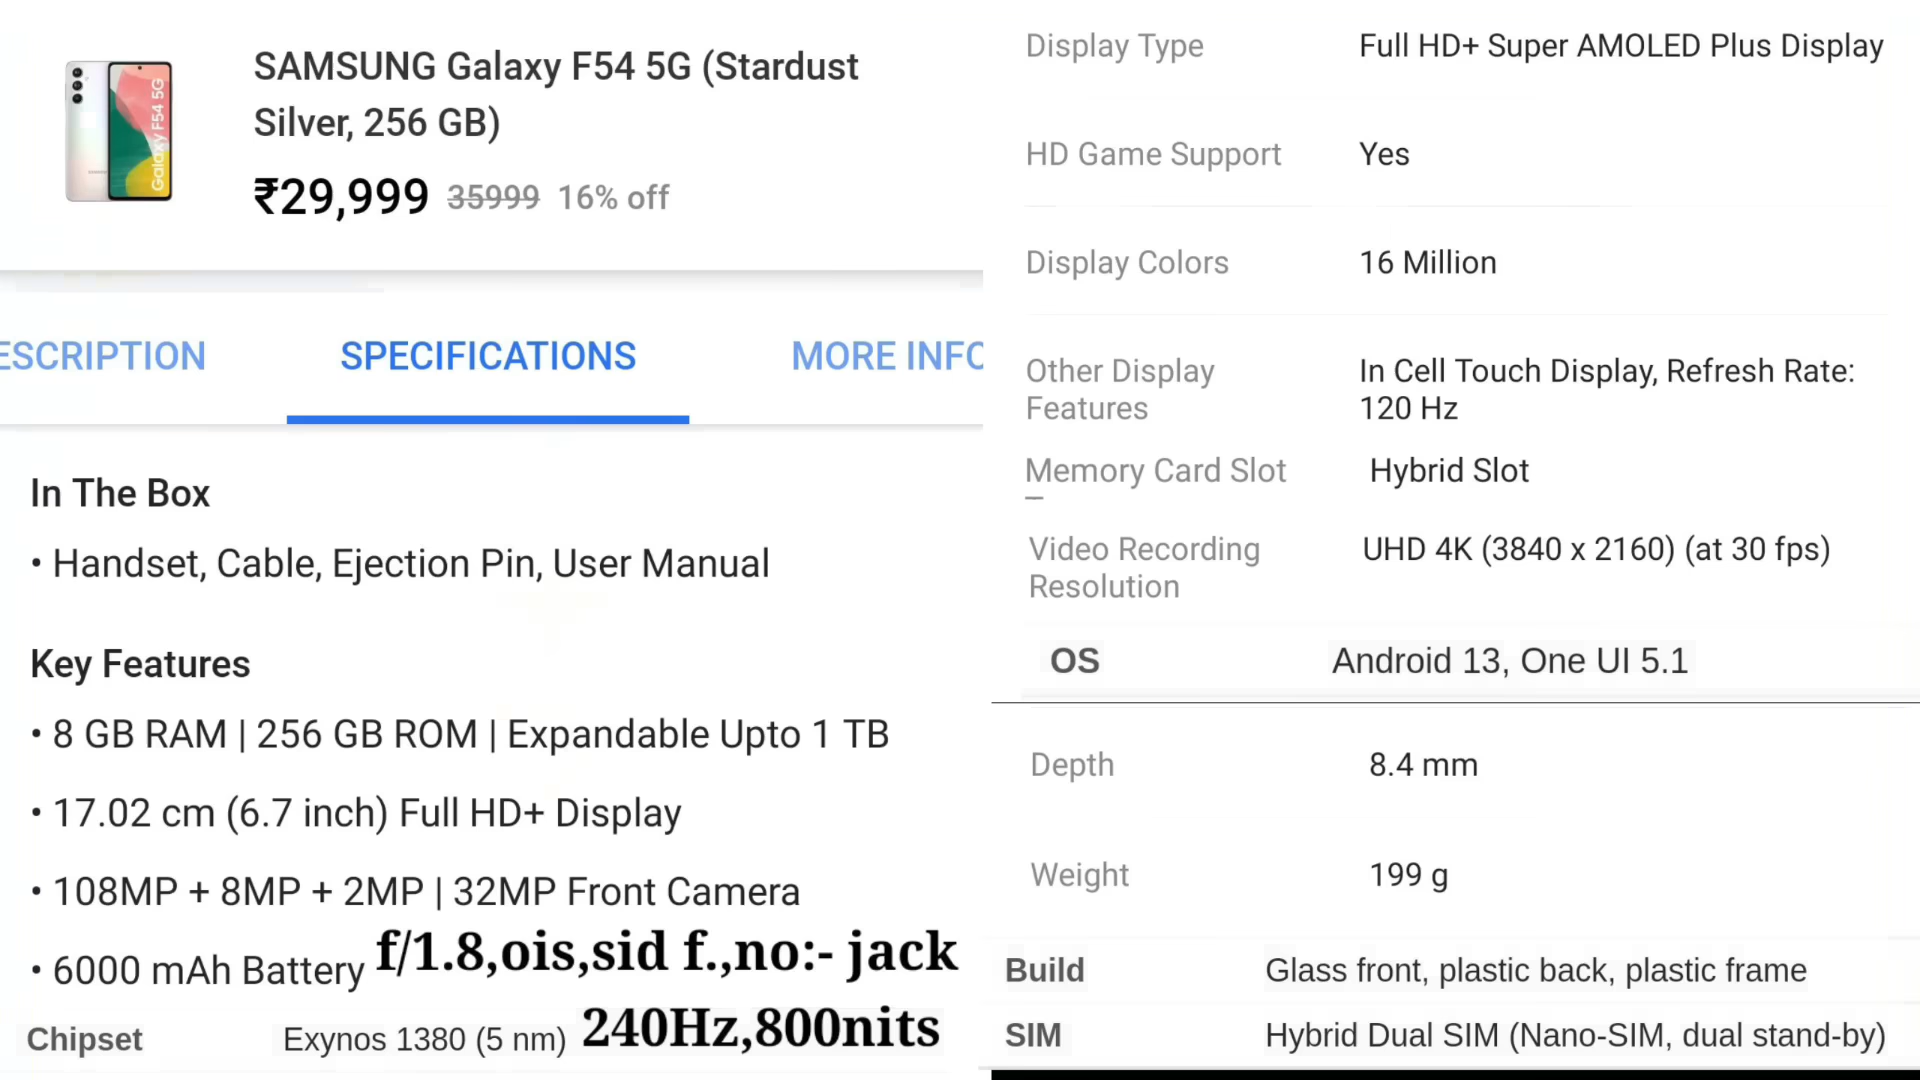 SAMSUNG Galaxy F54 5G (Stardust
Silver, 256 GB)
₹29,999 35999 16% off
Galaxy F54 5G
ESCRIPTION SPECIFICATIONS MORE INFO
In The Box
• Handset, Cable, Ejection Pin, User Manual
Key Features
• 8 GB RAM | 256 GB ROM | Expandable Upto 1 TB
• 17.02 cm (6.7 inch) Full HD+ Display
• 108MP + 8MP + 2MP | 32MP Front Camera
• 6000 mAh Battery f/1.8,ois,sid f.,no:- jack
Chipset Exynos 1380 (5 nm) 240Hz,800nits
Display Type Full HD+ Super AMOLED Plus Display
HD Game Support Yes
Display Colors 16 Million
Other Display In Cell Touch Display, Refresh Rate:
Features 120 Hz
Memory Card Slot Hybrid Slot
Video Recording UHD 4K (3840 x 2160) (at 30 fps)
Resolution
OS Android 13, One UI 5.1
Depth 8.4 mm
Weight 199 g
Build Glass front, plastic back, plastic frame
SIM Hybrid Dual SIM (Nano-SIM, dual stand-by)